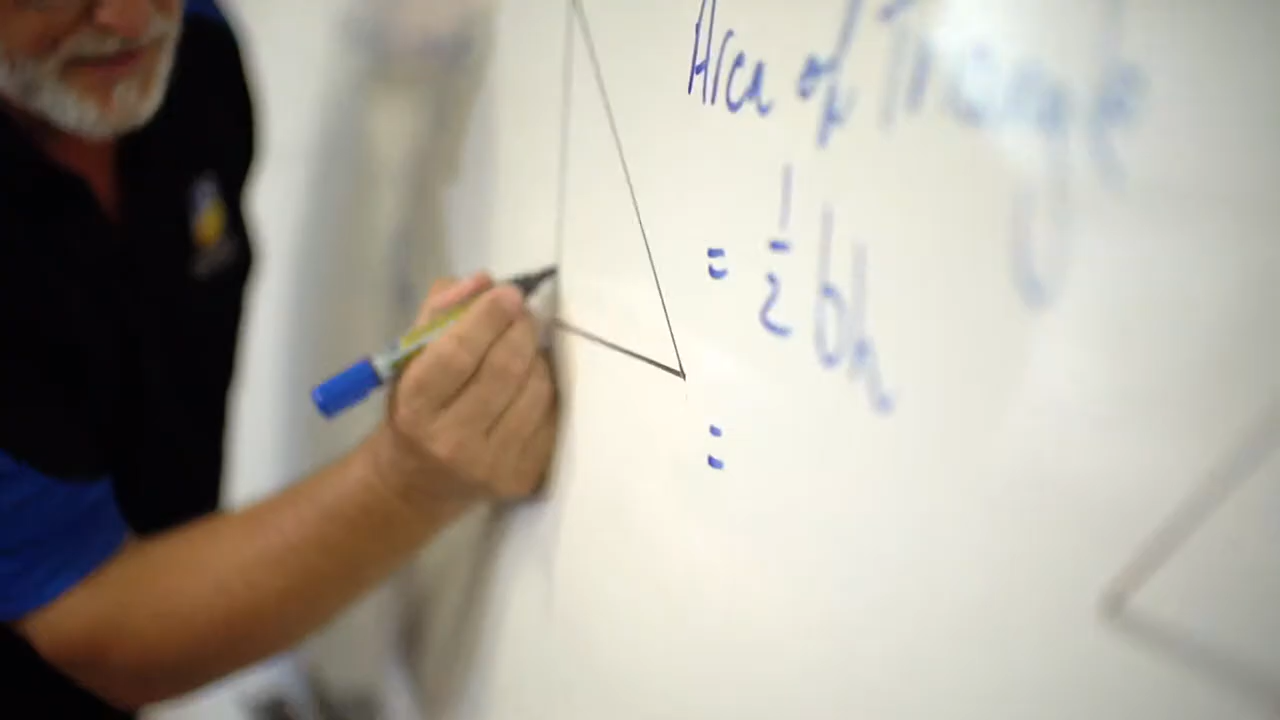 Area of Triangle
= 1/2 bh
=